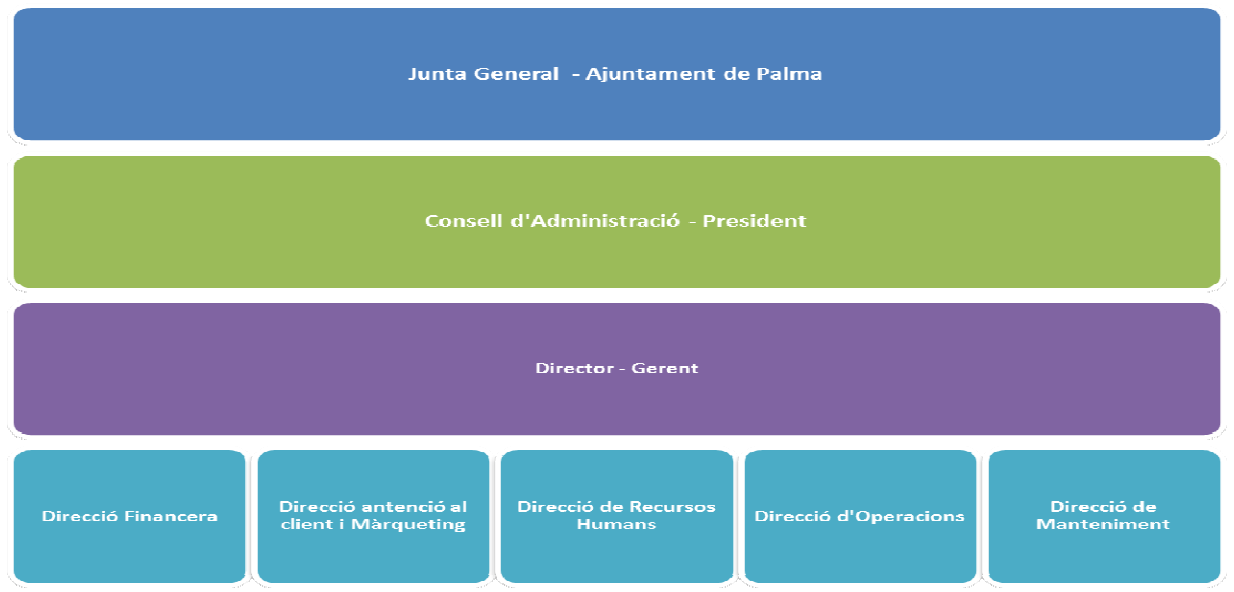 Junta General - Ajuntament de Palma
Consell d'Administració - President
Director - Gerent
Direcció Financera
Direcció antenció al
client i Màrqueting
Direcció de Recursos
Humans
Direcció d'Operacions
Direcció de
Manteniment